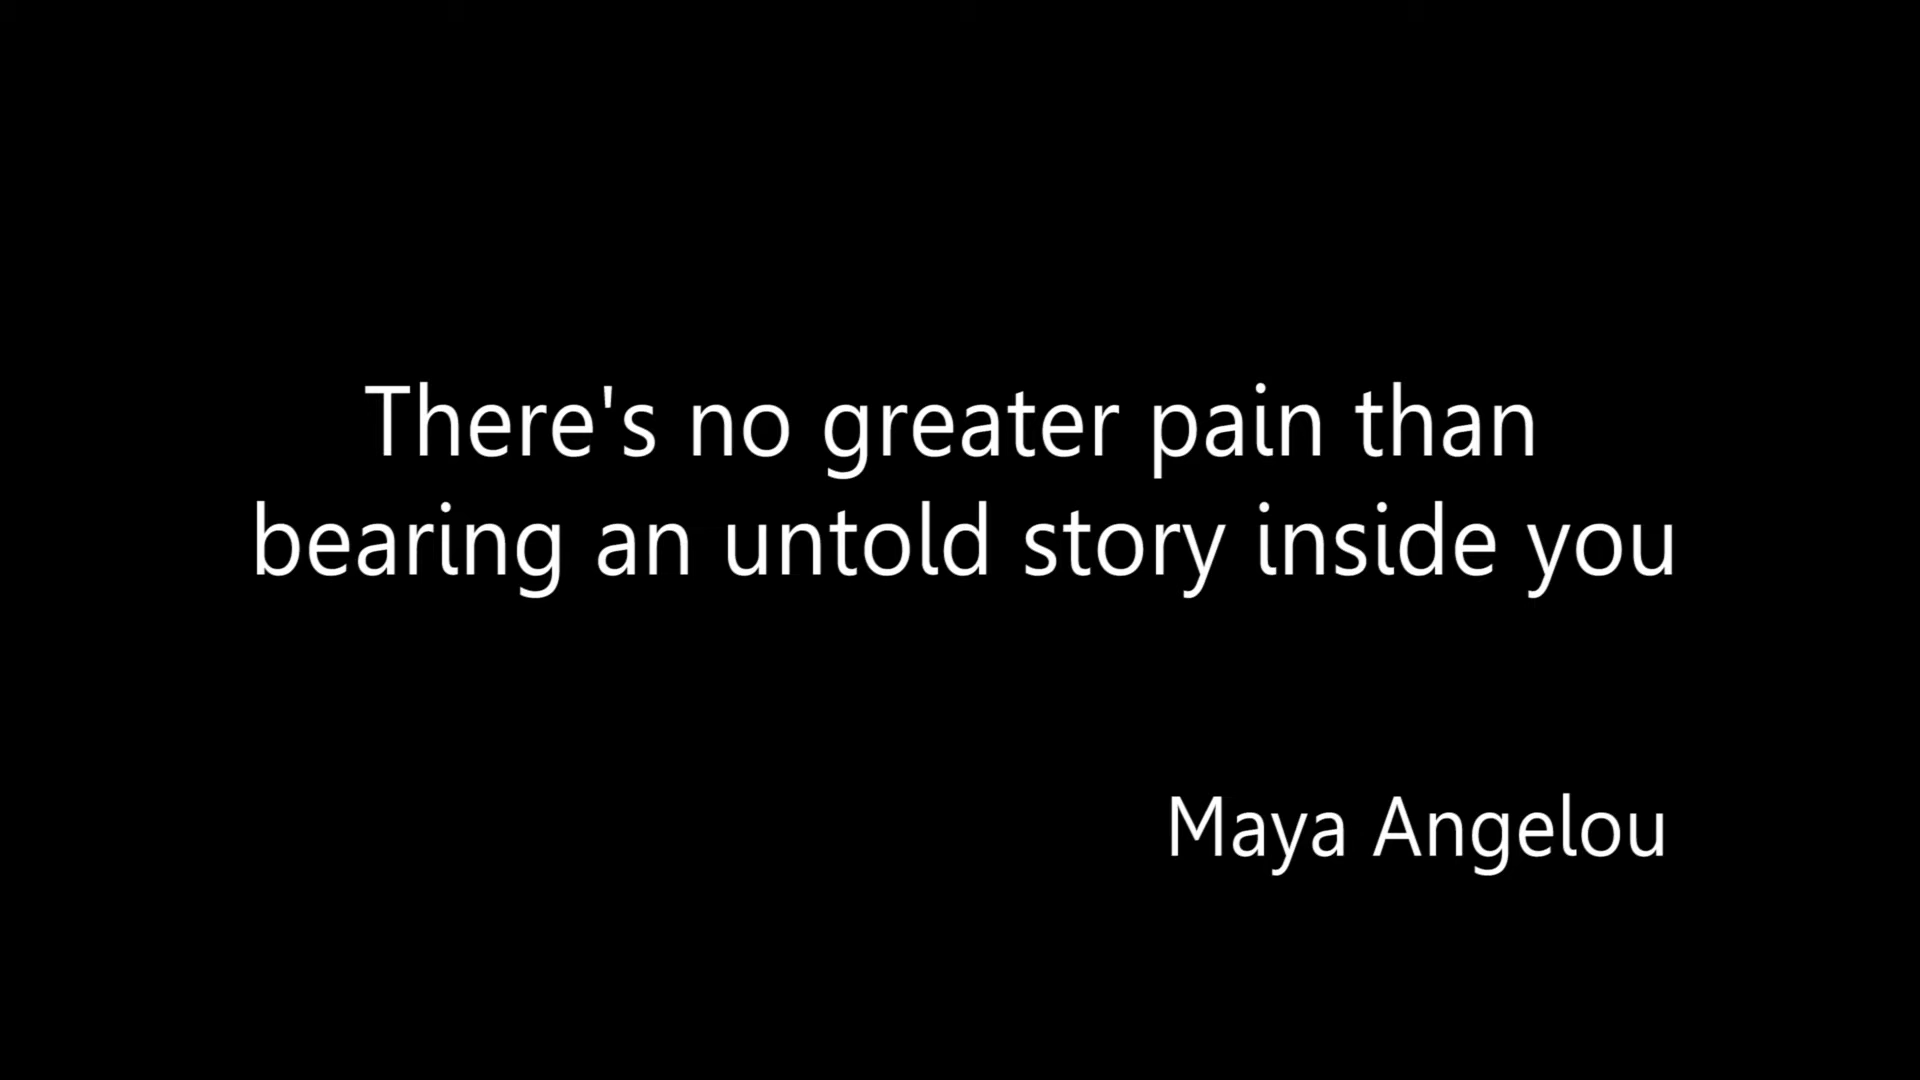 There's no greater pain than
bearing an untold story inside you
Maya Angelou